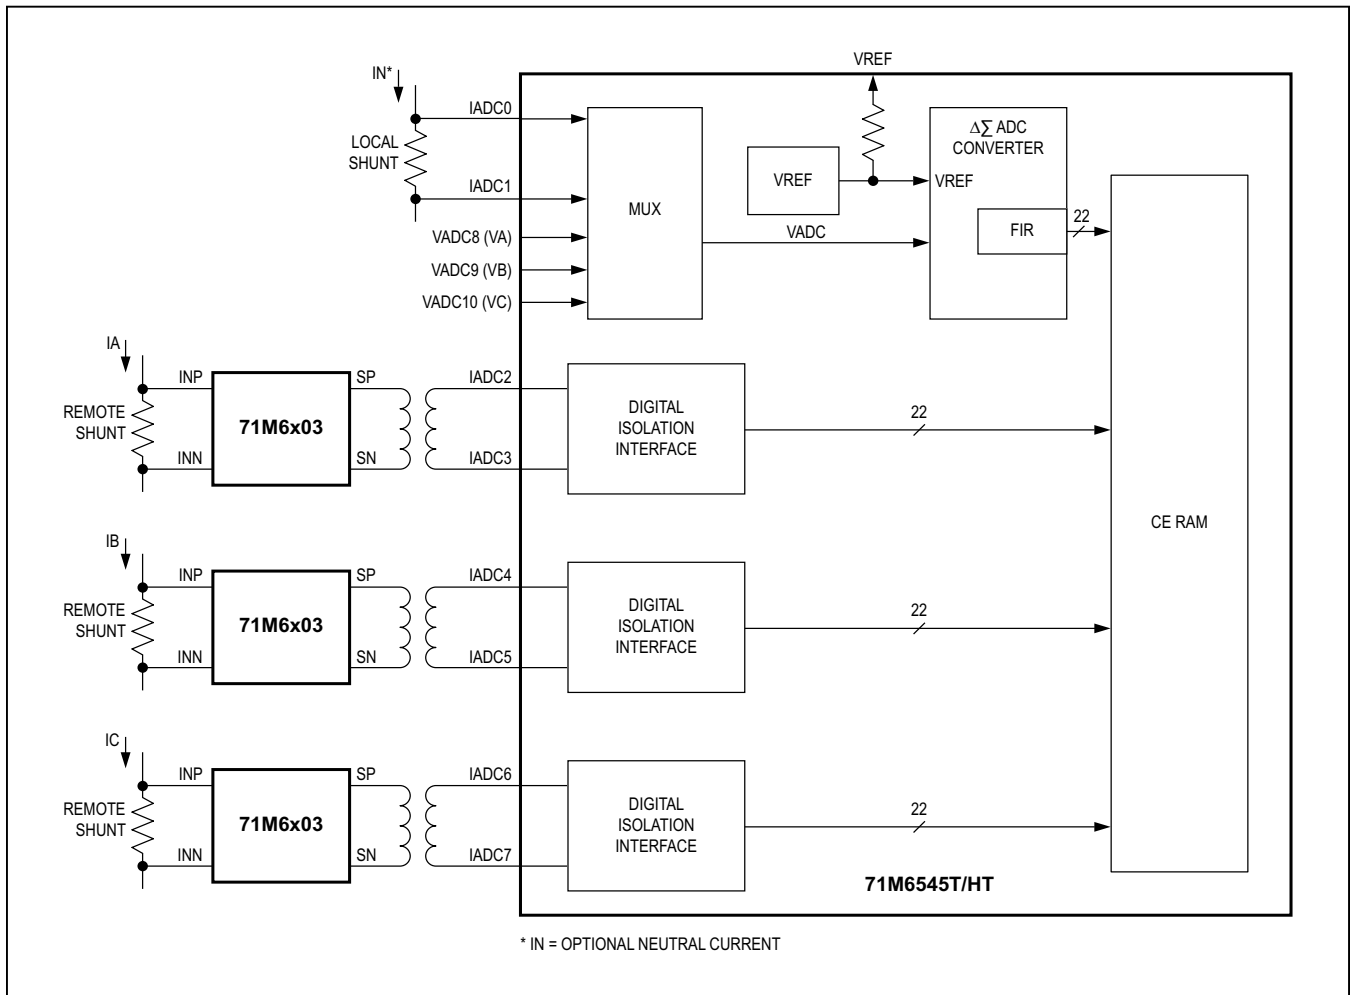 VREF
IN*
IADC0
LOCAL
SHUNT
IADC1
VADC8 (VA)
VADC9 (VB)
VADC10 (VC)
MUX
VREF
VADC
ΔΣ ADC
CONVERTER
VREF
FIR
22
IA
REMOTE
SHUNT
INP
INN
71M6x03
SP
SN
IADC2
IADC3
DIGITAL
ISOLATION
INTERFACE
22
IB
REMOTE
SHUNT
INP
INN
71M6x03
SP
SN
IADC4
IADC5
DIGITAL
ISOLATION
INTERFACE
22
CE RAM
IC
REMOTE
SHUNT
INP
INN
71M6x03
SP
SN
IADC6
IADC7
DIGITAL
ISOLATION
INTERFACE
22
71M6545T/HT
* IN = OPTIONAL NEUTRAL CURRENT